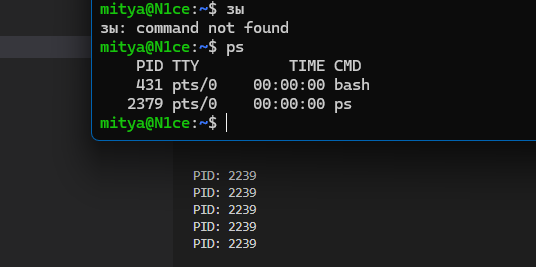 mitya@N1ce:~$ зы
зы: command not found
mitya@N1ce:~$ ps
PID TTY TIME CMD
431 pts/0 00:00:00 bash
2379 pts/0 00:00:00 ps
mitya@N1ce:~$
PID: 2239
PID: 2239
PID: 2239
PID: 2239
PID: 2239